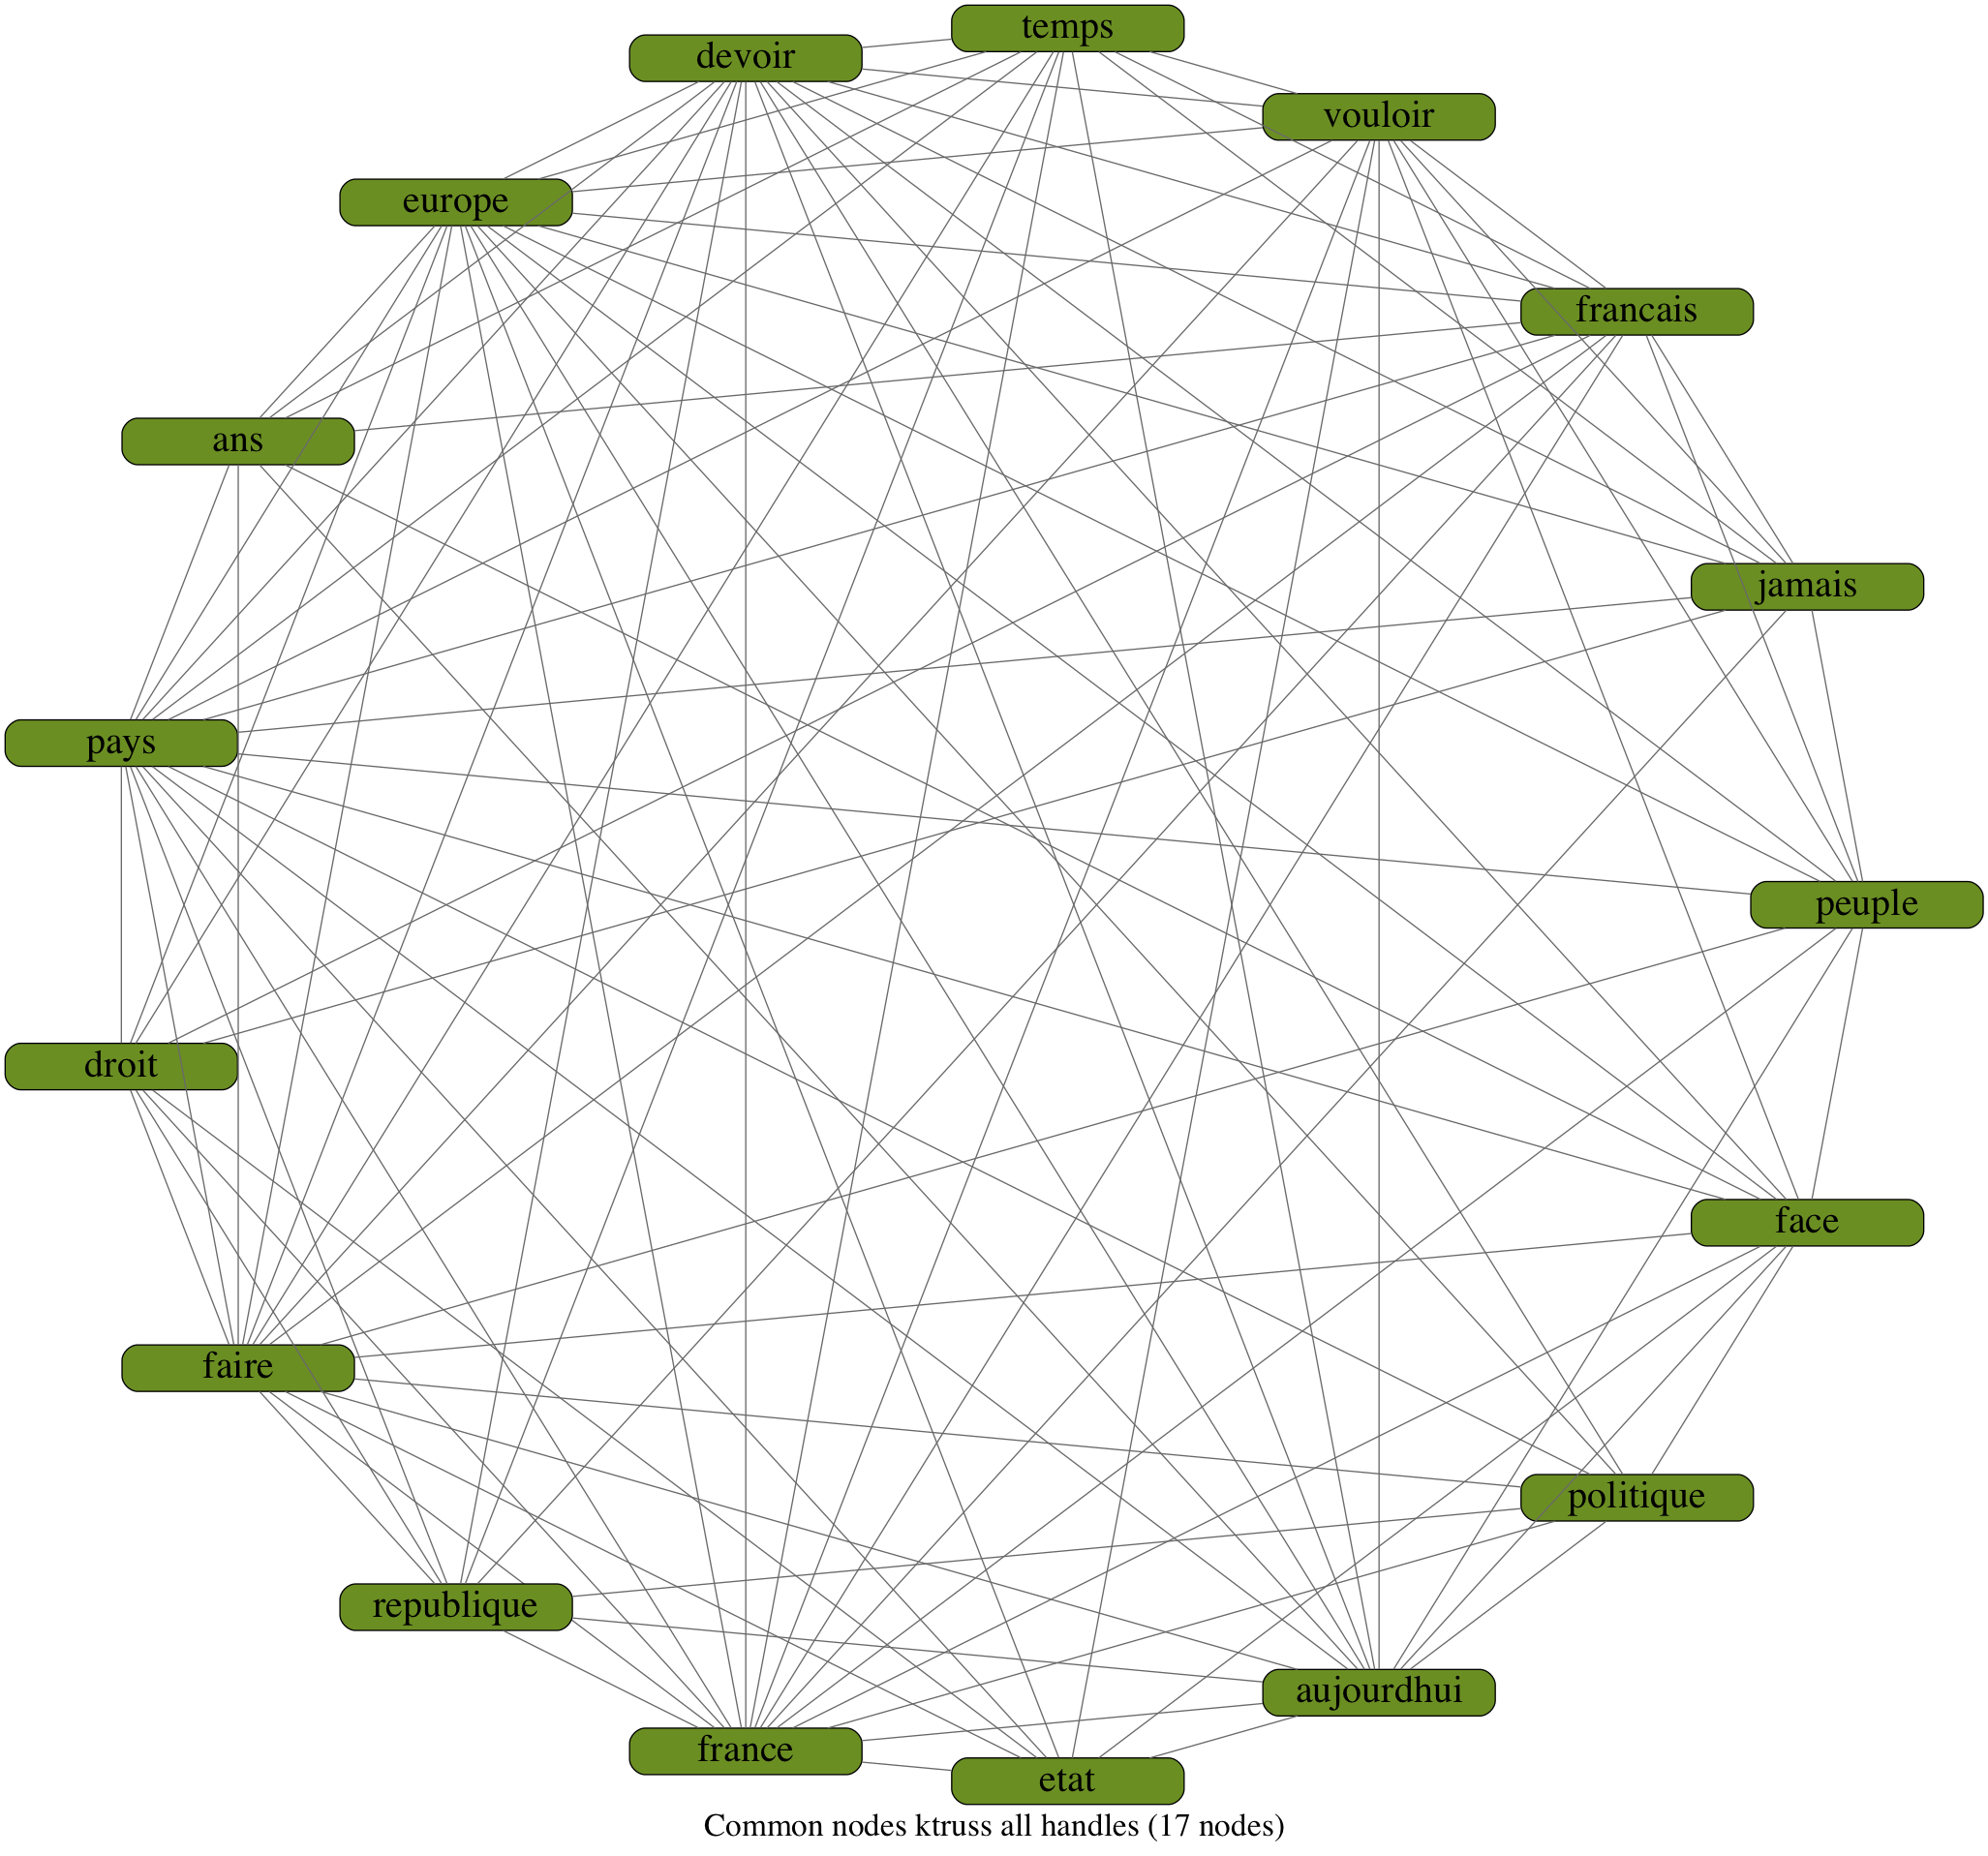 temps
devoir
vouloir
europe
francais
ans
jamais
pays
peuple
droit
face
faire
politique
republique
aujourdhui
france
etat
Common nodes ktruss all handles (17 nodes)